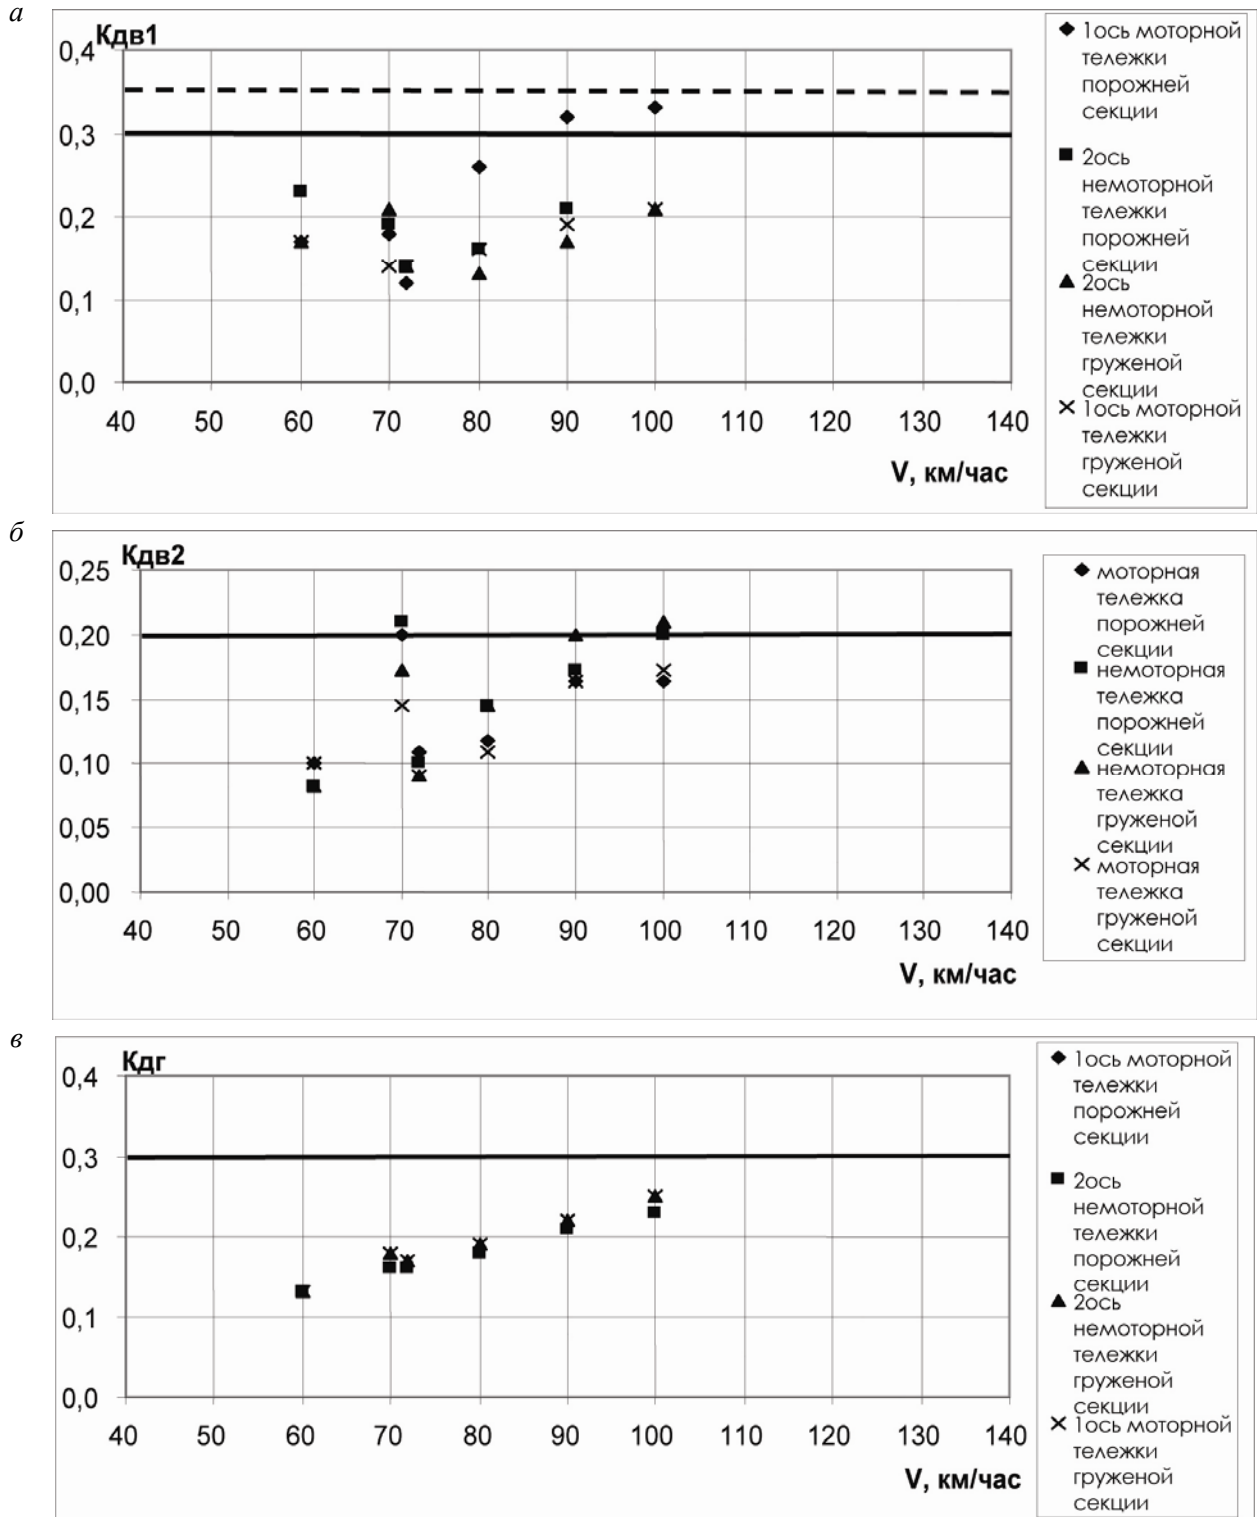 а
Кдв1
0,4
0,3
0,2
0,1
0,0
40 50 60 70 80 90 100 110 120 130 140
V, км/час
1ось моторной
тележки
порожней
секции
2ось
немоторной
тележки
порожней
секции
2ось
немоторной
тележки
груженой
секции
1ось моторной
тележки
груженой
секции
б
Кдв2
0,25
0,20
0,15
0,10
0,05
0,00
40 50 60 70 80 90 100 110 120 130 140
V, км/час
моторная
тележка
порожней
секции
немоторная
тележка
порожней
секции
немоторная
тележка
груженой
секции
моторная
тележка
груженой
секции
в
Кдг
0,4
0,3
0,2
0,1
0,0
40 50 60 70 80 90 100 110 120 130 140
V, км/час
1ось моторной
тележки
порожней
секции
2ось
немоторной
тележки
порожней
секции
2ось
немоторной
тележки
груженой
секции
1ось моторной
тележки
груженой
секции